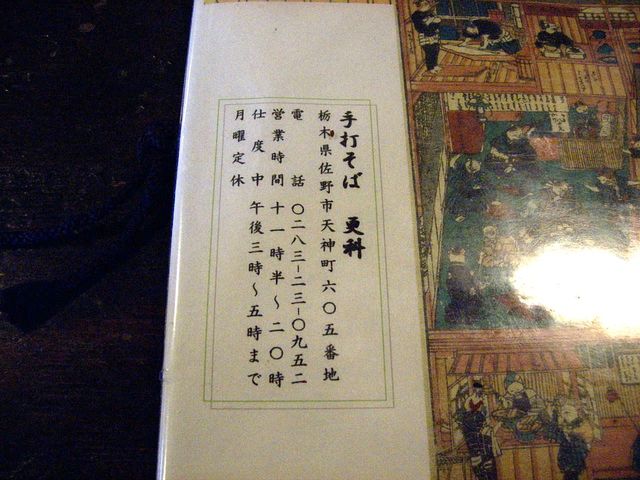 手打そば 更科
栃木県佐野市天神町六〇五番地
電話 〇二八三-二三-〇九五二
営業時間 十一時半〜二〇時
仕度中 午後三時〜五時まで
月曜定休